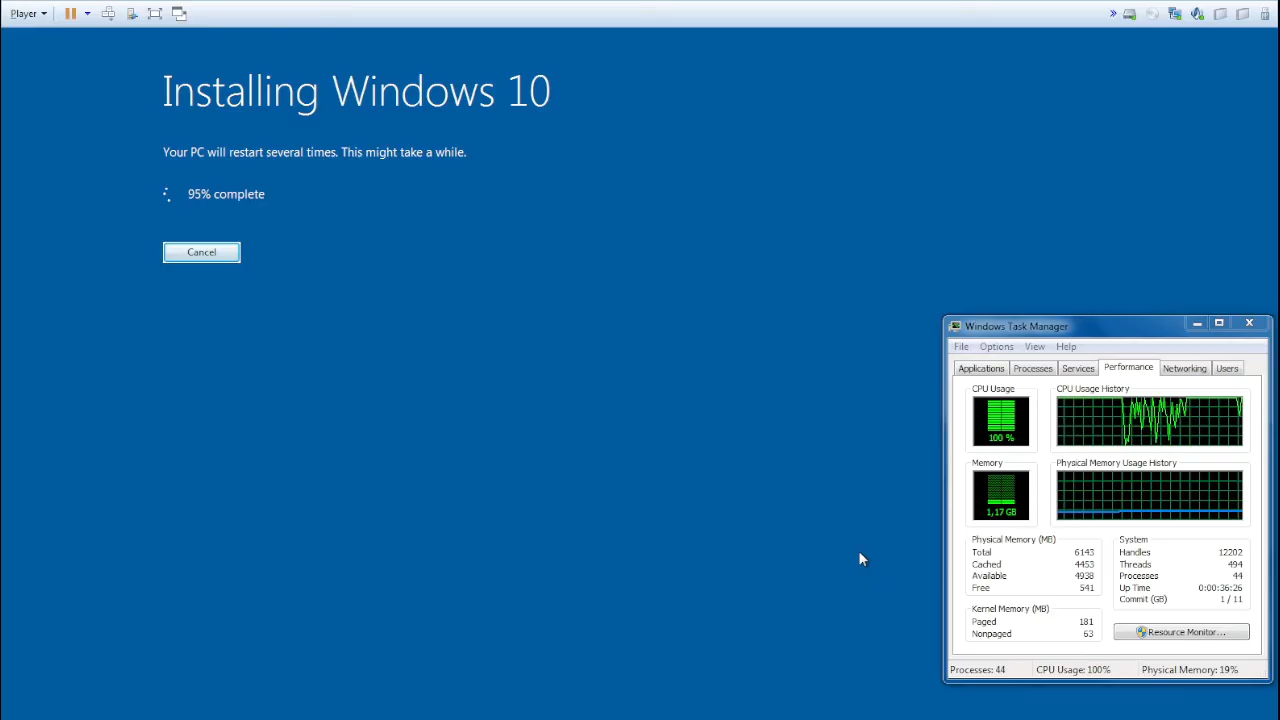 Player
Installing Windows 10
Your PC will restart several times. This might take a while.
95% complete
Cancel
Windows Task Manager
File Options View Help
Applications Processes Services Performance Networking Users
CPU Usage CPU Usage History
100 %
Memory Physical Memory Usage History
1,17 GB
Physical Memory (MB) System
Total 6143 Handles 12202
Cached 4453 Threads 494
Available 4938 Processes 44
Free 541 Up Time 0:00:36:26
Commit (GB) 1 / 11
Kernel Memory (MB)
Paged 181
Nonpaged 63
Resource Monitor...
Processes: 44 CPU Usage: 100% Physical Memory: 19%